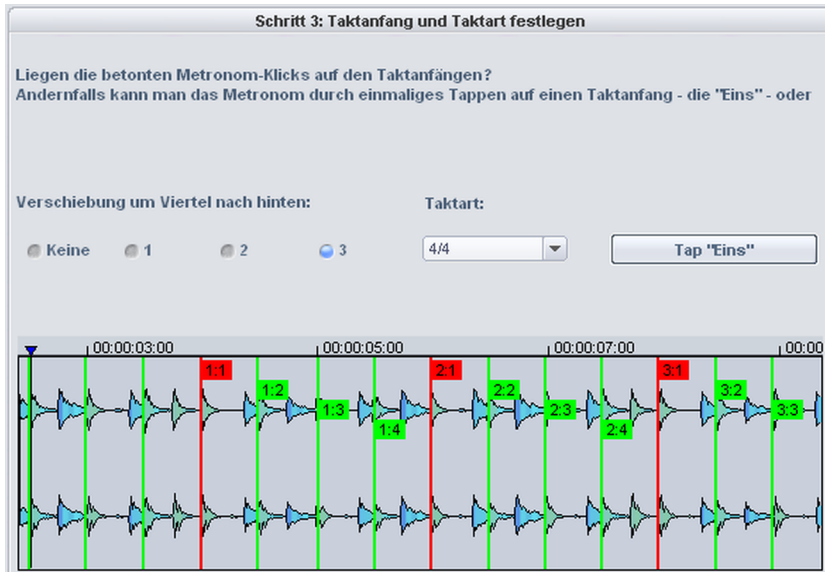 Schritt 3: Taktanfang und Taktart festlegen
Liegen die betonten Metronom-Klicks auf den Taktanfängen?
Andernfalls kann man das Metronom durch einmaliges Tappen auf einen Taktanfang - die "Eins" - oder
Verschiebung um Viertel nach hinten:
Taktart:
Keine 1 2 3
4/4
Tap "Eins"
00:00:03:00 00:00:05:00 00:00:07:00 00:00
1:1 2:1 3:1
1:2 2:2 3:2
1:3 2:3 3:3
1:4 2:4